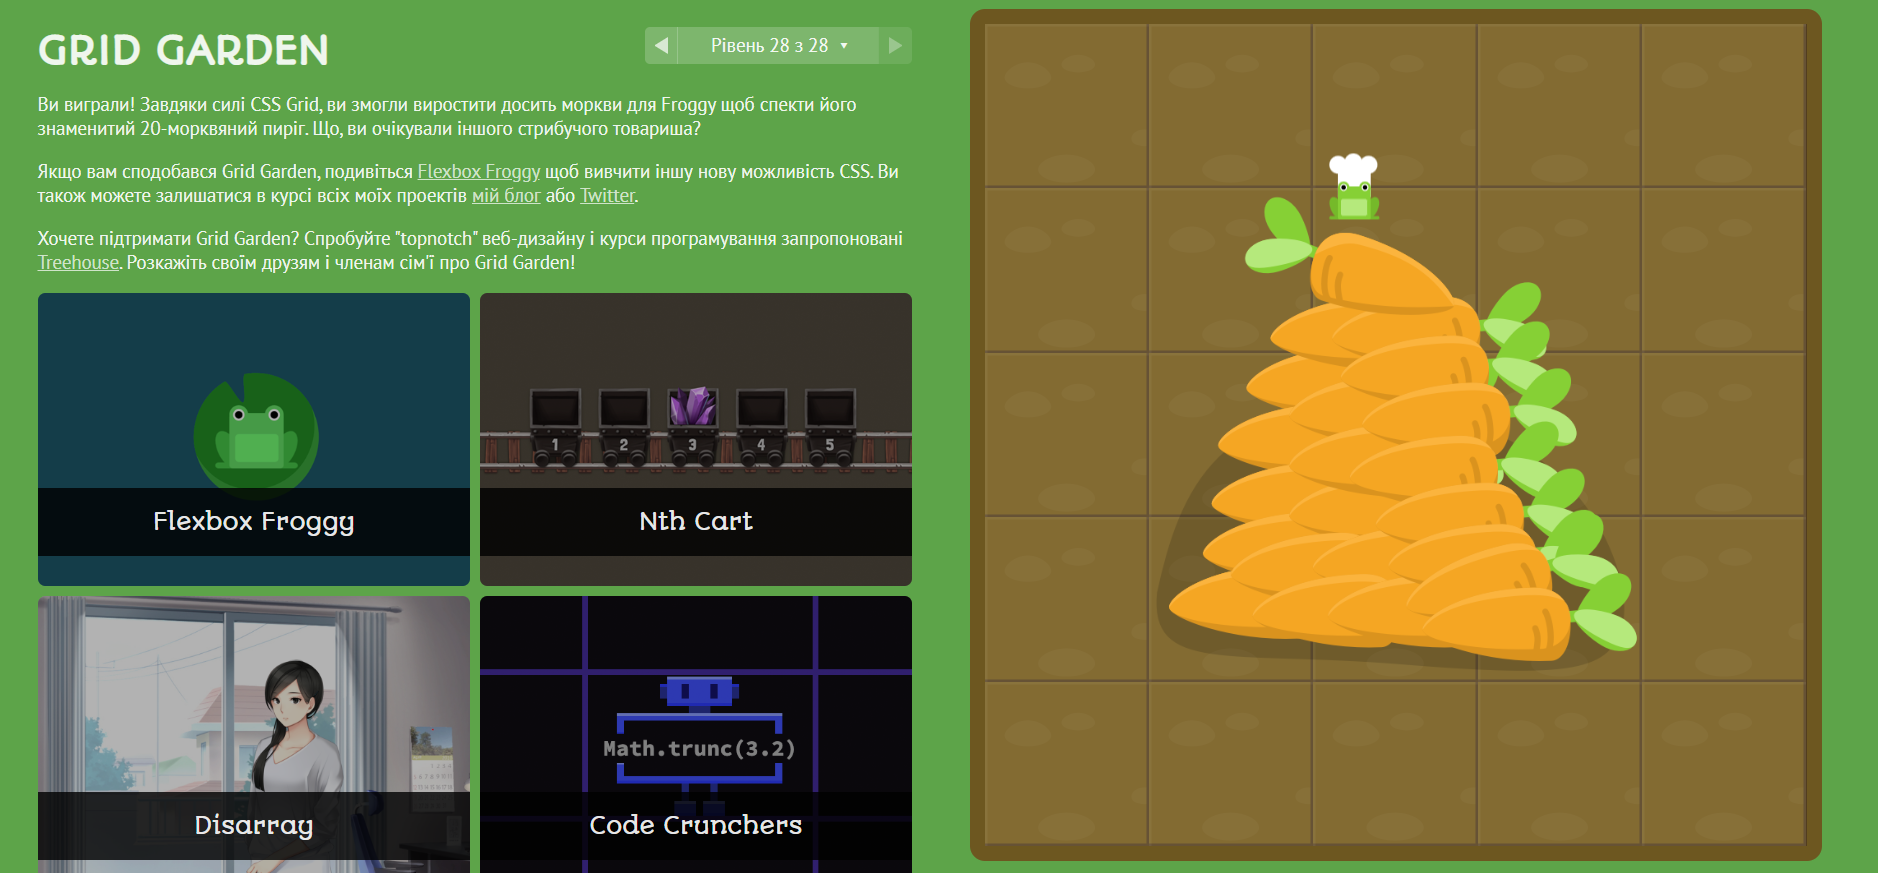 GRID GARDEN
Рівень 28 з 28
Ви виграли! Завдяки силі CSS Grid, ви змогли виростити досить моркви для Froggy щоб спекти його
знаменитий 20-морквяний пиріг. Що, ви очікували іншого стрибучого товариша?
Якщо вам сподобався Grid Garden, подивіться Flexbox Froggy щоб вивчити іншу нову можливість CSS. Ви
також можете залишатися в курсі всіх моїх проектів мій блог або Twitter.
Хочете підтримати Grid Garden? Спробуйте "topnotch" веб-дизайну і курси програмування запропоновані
Treehouse. Розкажіть своїм друзям і членам сім'ї про Grid Garden!
1 2 3 4 5
Flexbox Froggy
Nth Cart
Math.trunc(3.2)
Disarray
Code Crunchers